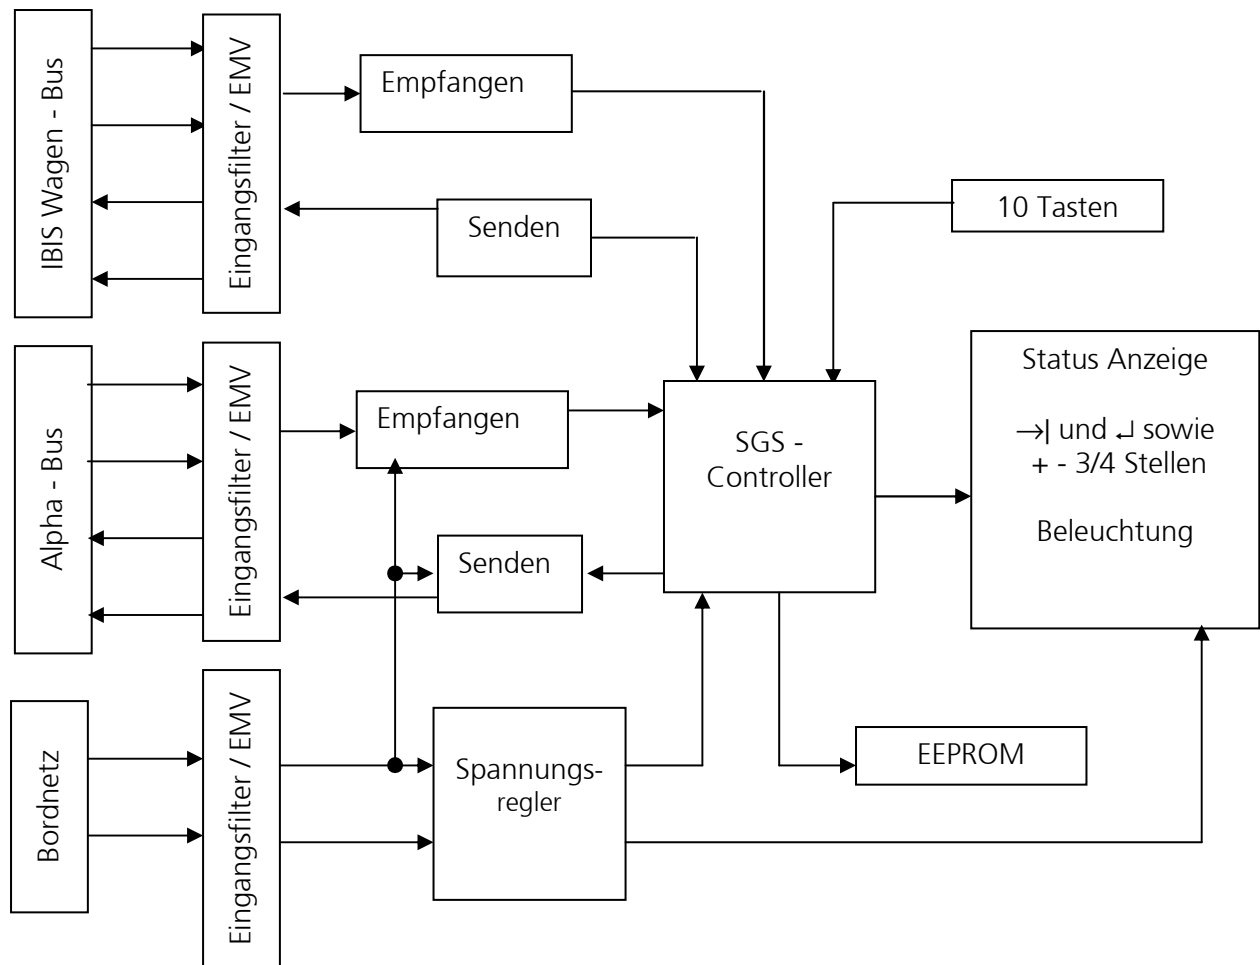 IBIS Wagen - Bus
Eingangsfilter / EMV
Empfangen
Senden
10 Tasten
Alpha - Bus
Eingangsfilter / EMV
Empfangen
Senden
SGS -
Controller
Status Anzeige
→| und ↵ sowie
+ - 3/4 Stellen
Beleuchtung
Bordnetz
Eingangsfilter / EMV
Spannungs-
regler
EEPROM